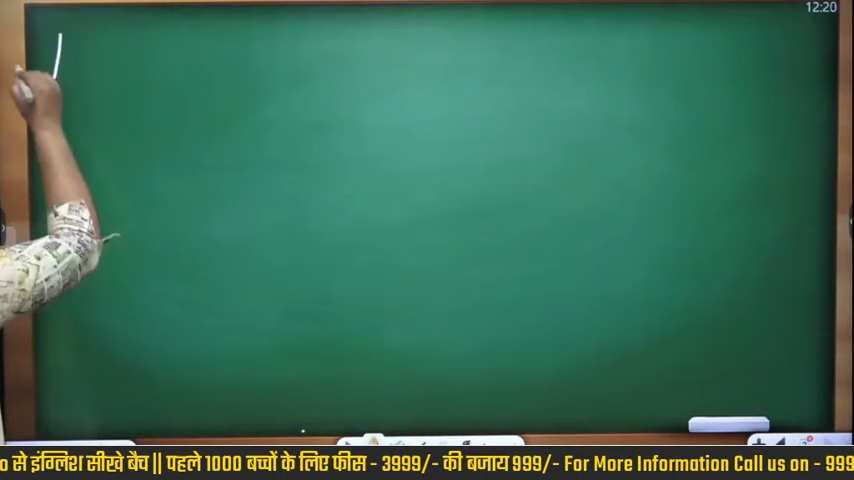 12:20
से इंग्लिश सीखे बैच || पहले 1000 बच्चों के लिए फीस - 3999/- की बजाय 999/- For More Information Call us on - 999